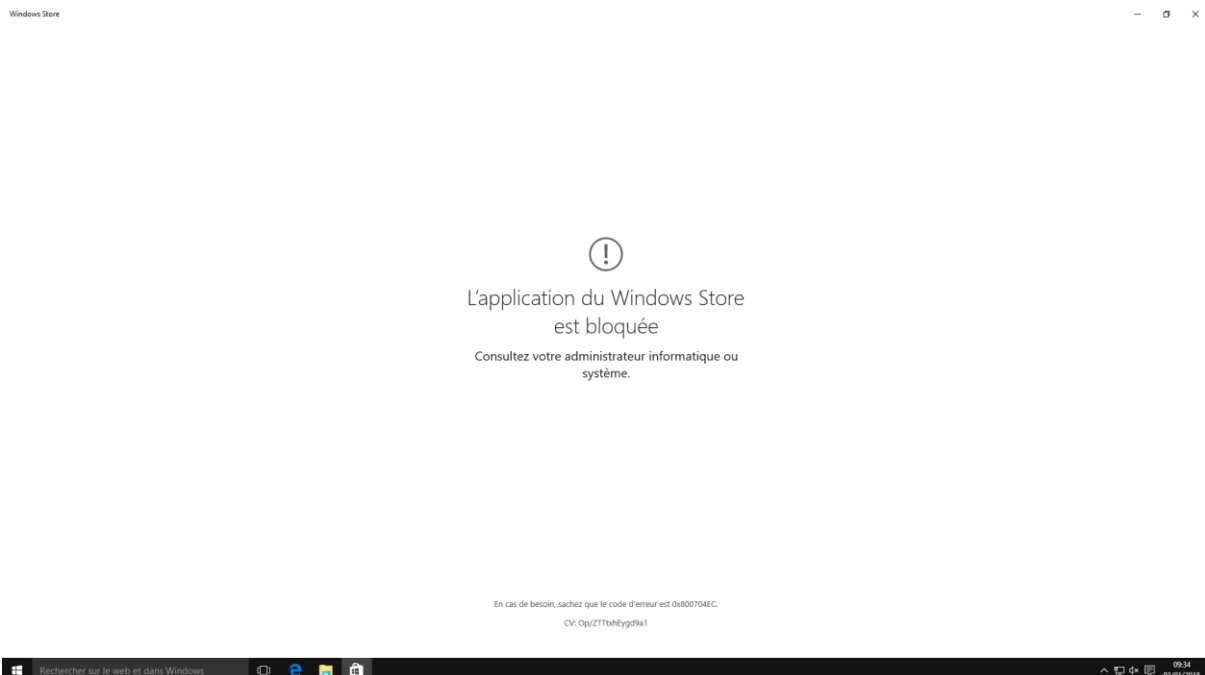 Windows Store
L'application du Windows Store
est bloquée
Consultez votre administrateur informatique ou
système.
En cas de besoin, sachez que le code d'erreur est 0x800704EC.
CV: Op/ZTTtxhEygd9a1
Rechercher sur le web et dans Windows
09:34